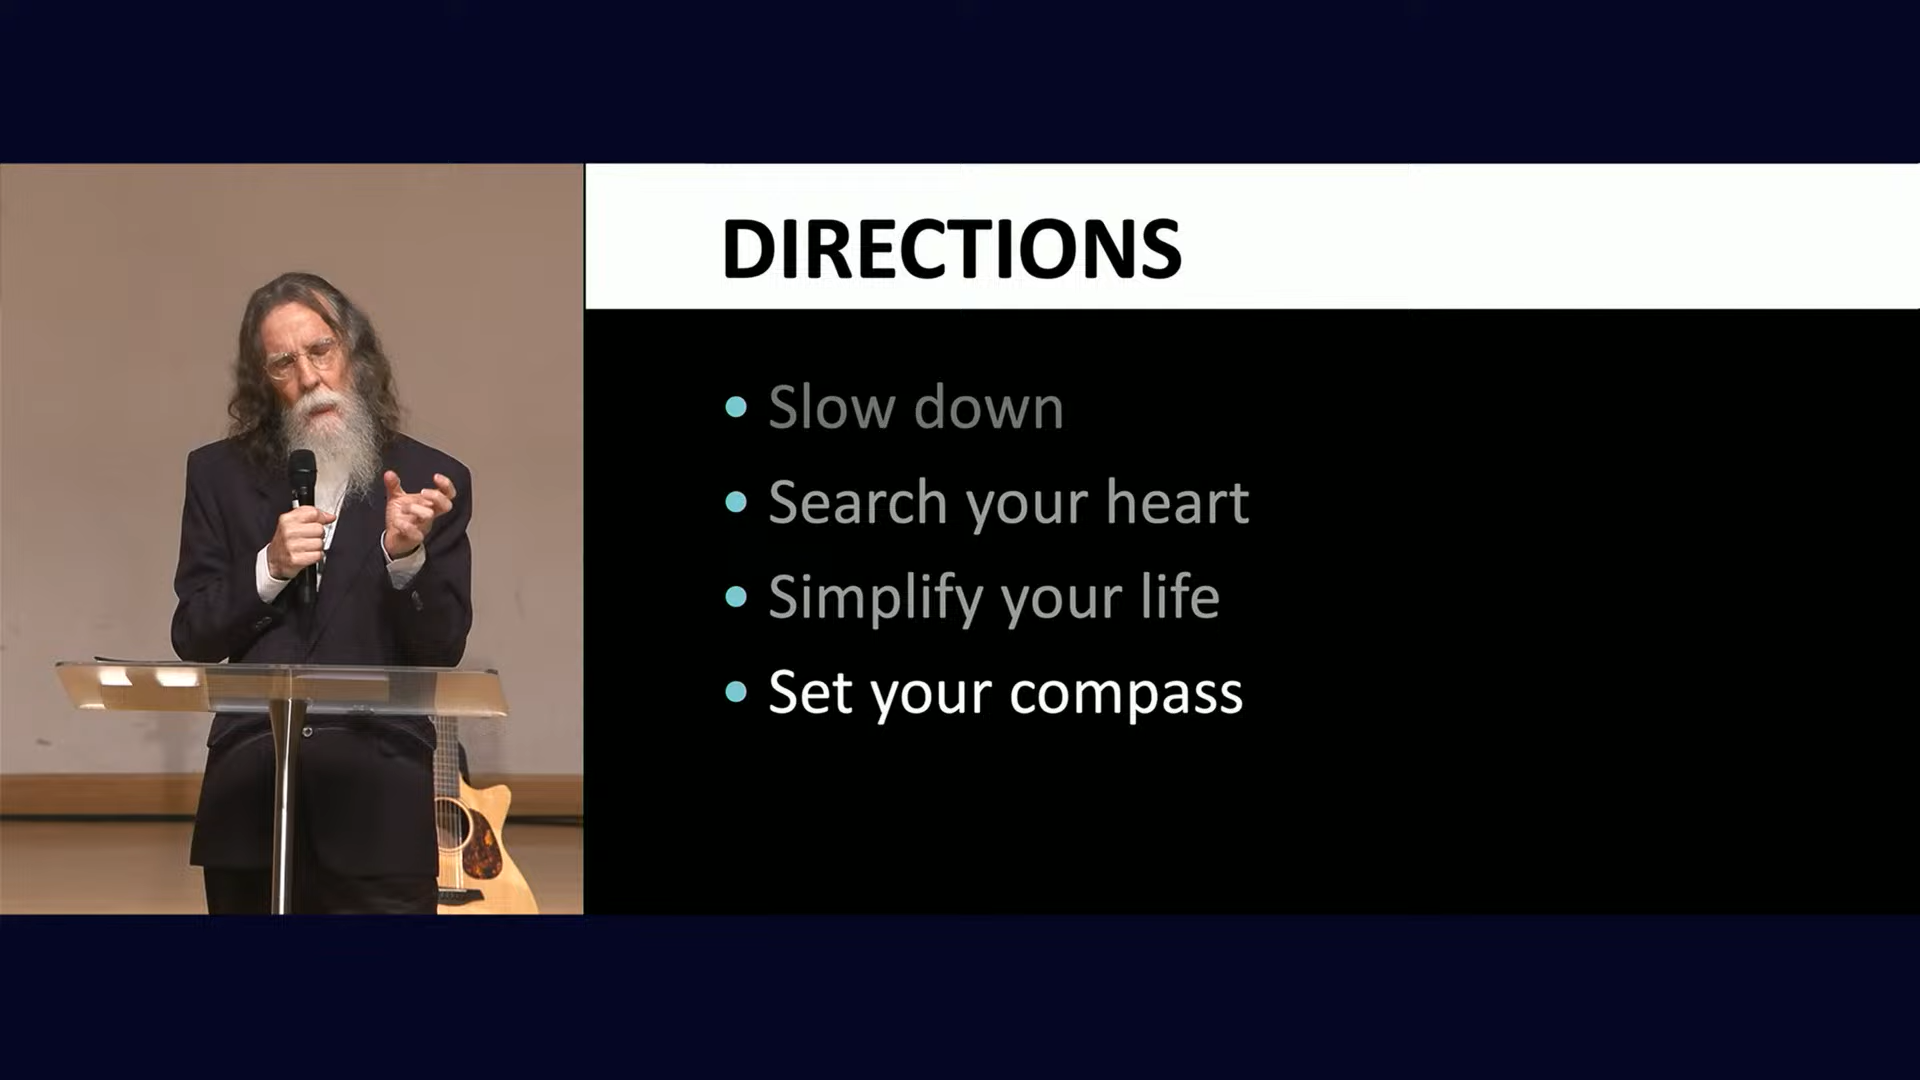 DIRECTIONS
• Slow down
• Search your heart
• Simplify your life
• Set your compass